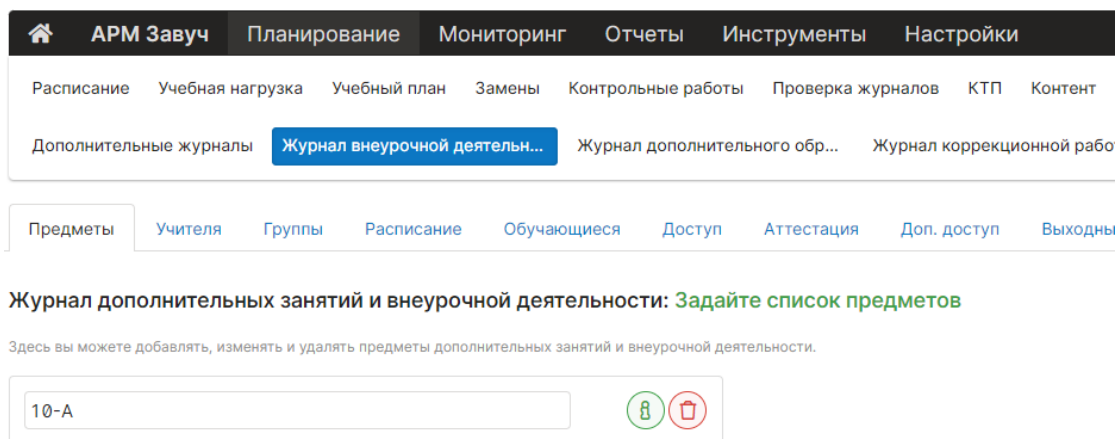 АРМ Завуч Планирование Мониторинг Отчеты Инструменты Настройки
Расписание Учебная нагрузка Учебный план Замены Контрольные работы Проверка журналов КТП Контент
Дополнительные журналы Журнал внеурочной деятельн... Журнал дополнительного обр... Журнал коррекционной рабо
Предметы Учителя Группы Расписание Обучающиеся Доступ Аттестация Доп. доступ Выходны
Журнал дополнительных занятий и внеурочной деятельности: Задайте список предметов
Здесь вы можете добавлять, изменять и удалять предметы дополнительных занятий и внеурочной деятельности.
10-А